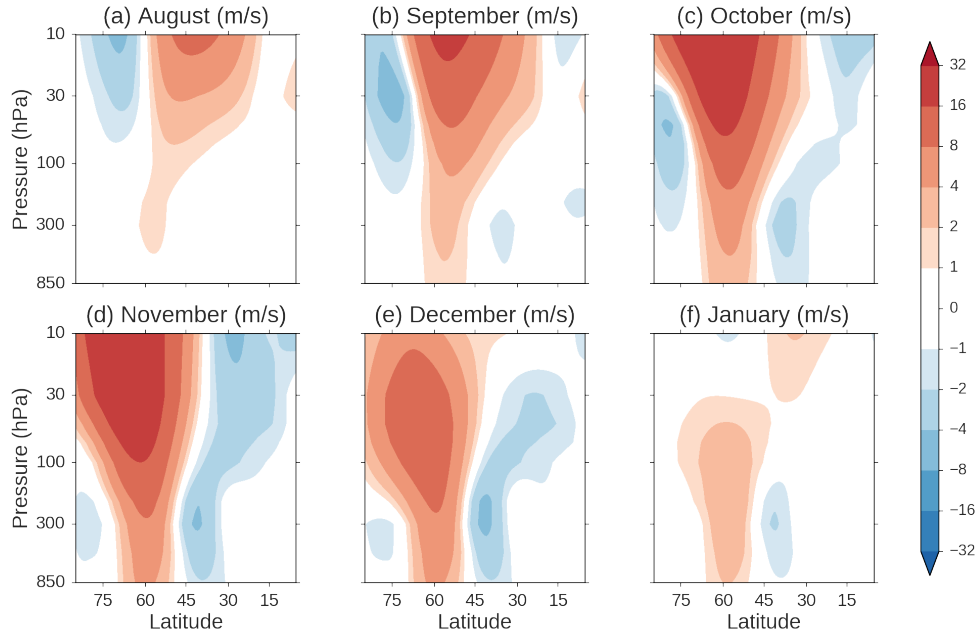 (a) August (m/s)
(b) September (m/s)
(c) October (m/s)
10
30
100
300
850
Pressure (hPa)
32
16
8
4
2
1
0
−1
−2
−4
−8
−16
−32
(d) November (m/s)
(e) December (m/s)
(f) January (m/s)
10
30
100
300
850
Pressure (hPa)
75 60 45 30 15
75 60 45 30 15
75 60 45 30 15
Latitude
Latitude
Latitude